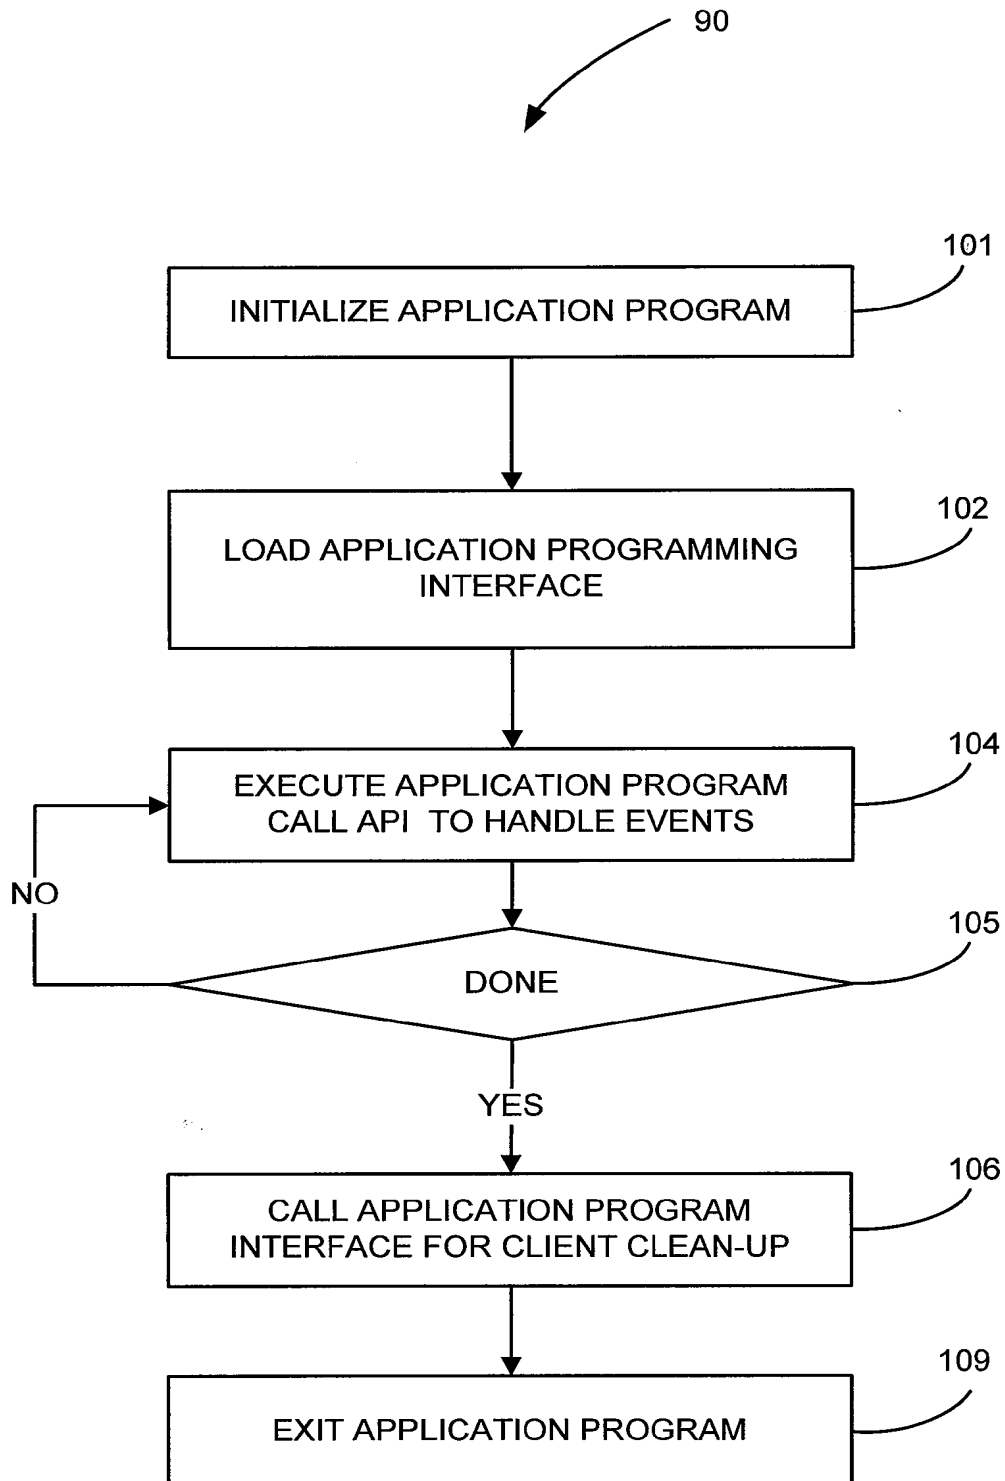 90
101
INITIALIZE APPLICATION PROGRAM
102
LOAD APPLICATION PROGRAMMING
INTERFACE
104
EXECUTE APPLICATION PROGRAM
CALL API TO HANDLE EVENTS
NO
105
DONE
YES
106
CALL APPLICATION PROGRAM
INTERFACE FOR CLIENT CLEAN-UP
109
EXIT APPLICATION PROGRAM